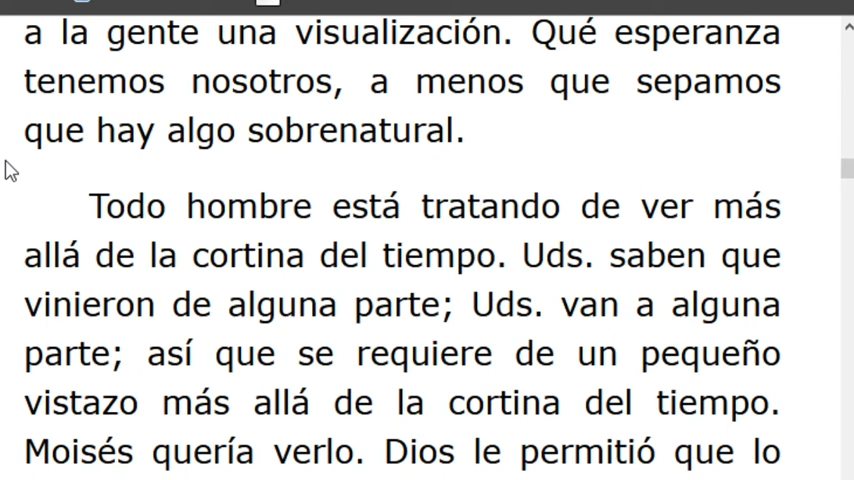 a la gente una visualización. Qué esperanza
tenemos nosotros, a menos que sepamos
que hay algo sobrenatural.
Todo hombre está tratando de ver más
allá de la cortina del tiempo. Uds. saben que
vinieron de alguna parte; Uds. van a alguna
parte; así que se requiere de un pequeño
vistazo más allá de la cortina del tiempo.
Moisés quería verlo. Dios le permitió que lo